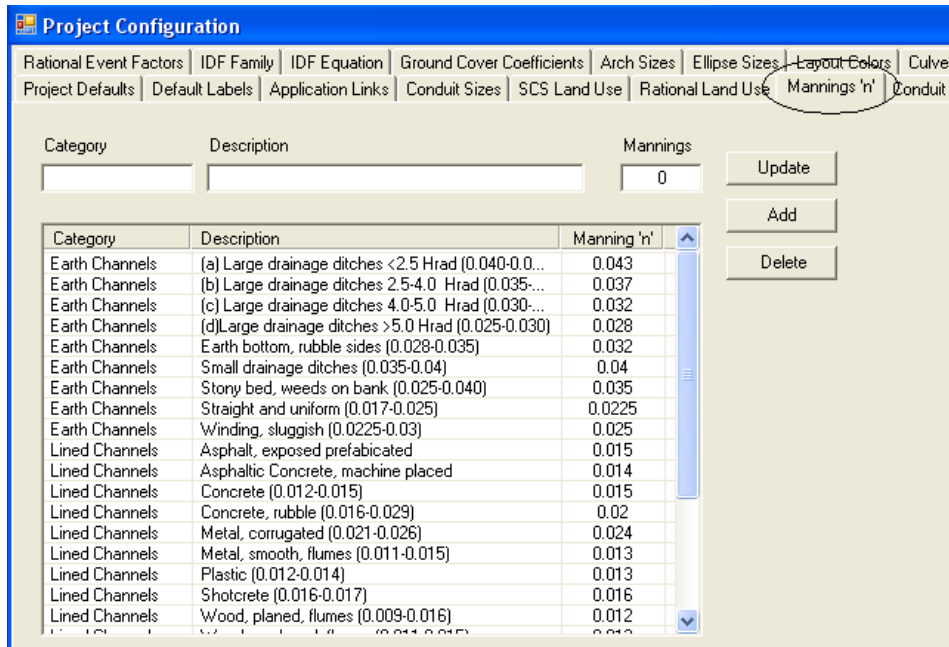 Project Configuration
Rational Event Factors IDF Family IDF Equation Ground Cover Coefficients Arch Sizes Ellipse Sizes Layout Colors Culve
Project Defaults Default Labels Application Links Conduit Sizes SCS Land Use Rational Land Use Mannings 'n' Conduit
Category Description Mannings
0
Update
Add
Delete
Category Description Manning 'n'
Earth Channels (a) Large drainage ditches <2.5 Hrad (0.040-0.0... 0.043
Earth Channels (b) Large drainage ditches 2.5-4.0 Hrad (0.035-... 0.037
Earth Channels (c) Large drainage ditches 4.0-5.0 Hrad (0.030-... 0.032
Earth Channels (d)Large drainage ditches >5.0 Hrad (0.025-0.030) 0.028
Earth Channels Earth bottom, rubble sides (0.028-0.035) 0.032
Earth Channels Small drainage ditches (0.035-0.04) 0.04
Earth Channels Stony bed, weeds on bank (0.025-0.040) 0.035
Earth Channels Straight and uniform (0.017-0.025) 0.0225
Earth Channels Winding, sluggish (0.0225-0.03) 0.025
Lined Channels Asphalt, exposed prefabicated 0.015
Lined Channels Asphaltic Concrete, machine placed 0.014
Lined Channels Concrete (0.012-0.015) 0.015
Lined Channels Concrete, rubble (0.016-0.029) 0.02
Lined Channels Metal, corrugated (0.021-0.026) 0.024
Lined Channels Metal, smooth, flumes (0.011-0.015) 0.013
Lined Channels Plastic (0.012-0.014) 0.013
Lined Channels Shotcrete (0.016-0.017) 0.016
Lined Channels Wood, planed, flumes (0.009-0.016) 0.012